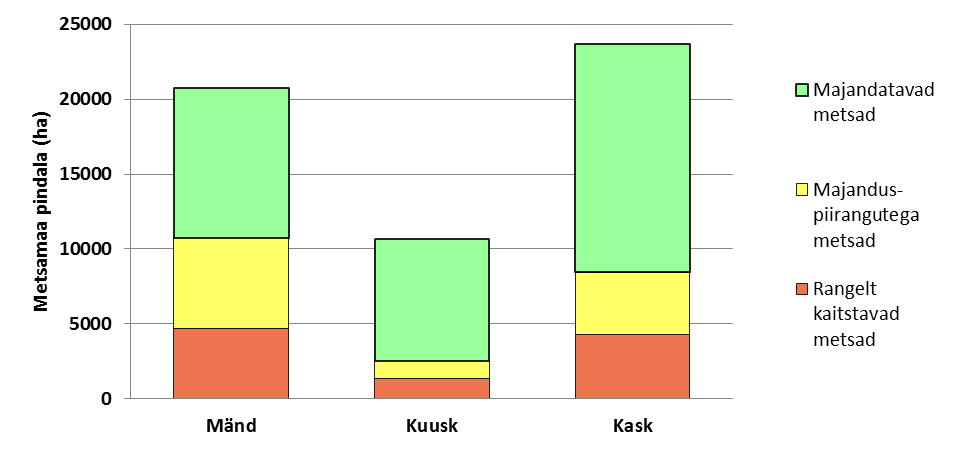 25000
20000
15000
10000
5000
0
Metsamaa pindala (ha)
Mänd
Kuusk
Kask
Majandatavad
metsad
Majandus-
piirangutega
metsad
Rangelt
kaitstavad
metsad